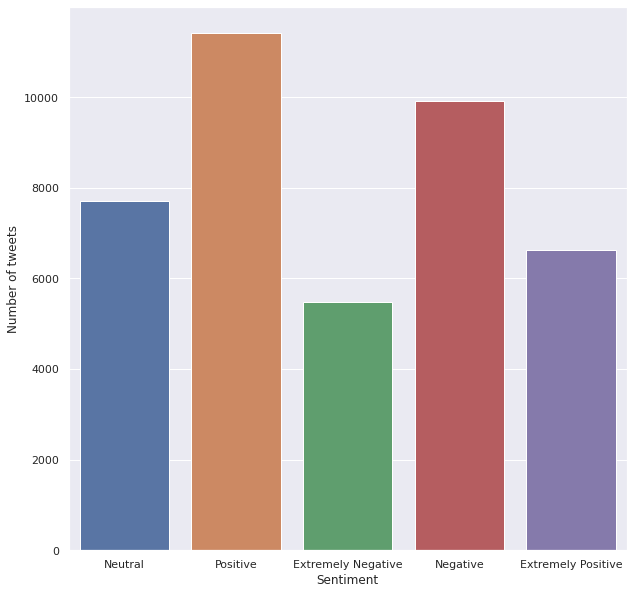 10000
8000
6000
4000
2000
0
Number of tweets
Neutral
Positive
Extremely Negative
Negative
Extremely Positive
Sentiment